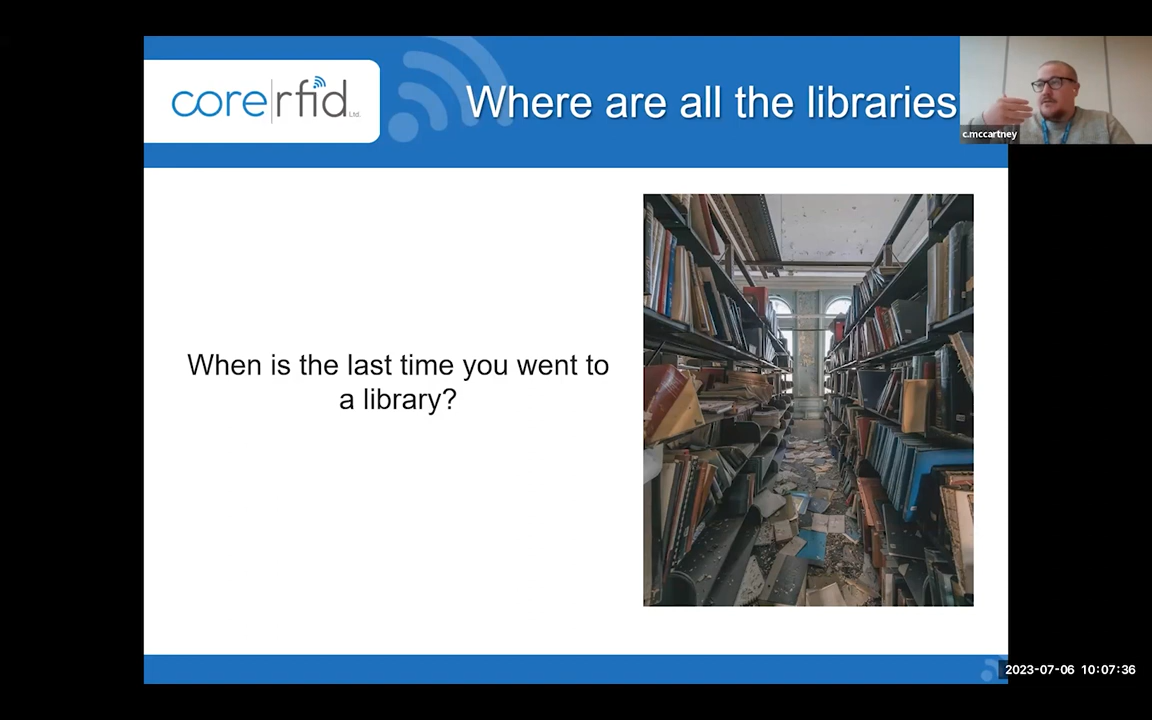 core|rfid Ltd.
Where are all the libraries
c.mccartney
When is the last time you went to
a library?
2023-07-06 10:07:36